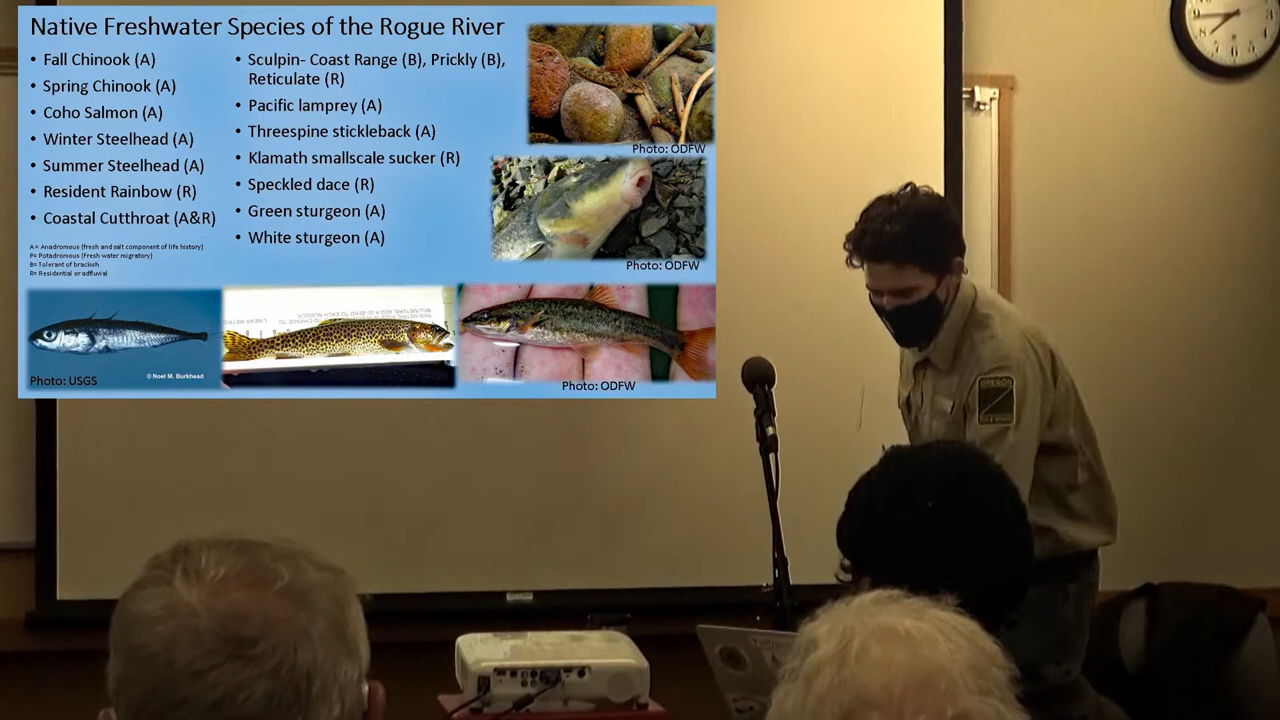 Native Freshwater Species of the Rogue River
• Fall Chinook (A)
• Spring Chinook (A)
• Coho Salmon (A)
• Winter Steelhead (A)
• Summer Steelhead (A)
• Resident Rainbow (R)
• Coastal Cutthroat (A&R)
A = Anadromous (fresh and salt component of life history)
P= Potadromous (Fresh water migratory)
B= Tolerant of brackish
R= Residential or adfluvial
• Sculpin- Coast Range (B), Prickly (B),
Reticulate (R)
• Pacific lamprey (A)
• Threespine stickleback (A)
• Klamath smallscale sucker (R)
• Speckled dace (R)
• Green sturgeon (A)
• White sturgeon (A)
Photo: ODFW
Photo: ODFW
Photo: USGS
© Noel M. Burkhead
Photo: ODFW
OREGON